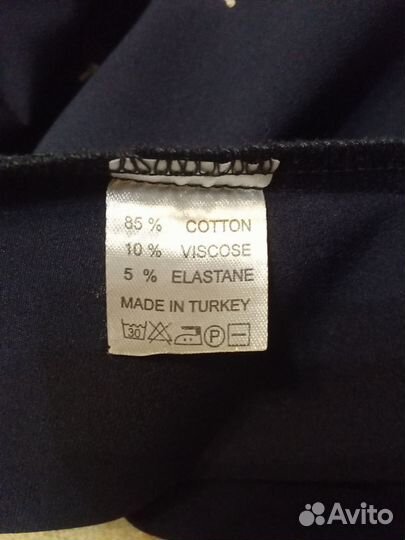 85 % COTTON
10 % VISCOSE
5 % ELASTANE
MADE IN TURKEY
30 P
Avito